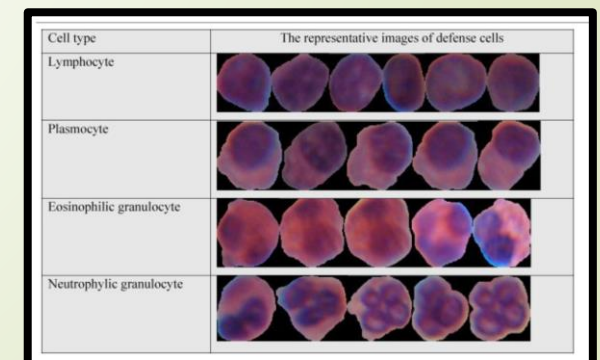 Cell type The representative images of defense cells
Lymphocyte
Plasmocyte
Eosinophilic granulocyte
Neutrophylic granulocyte